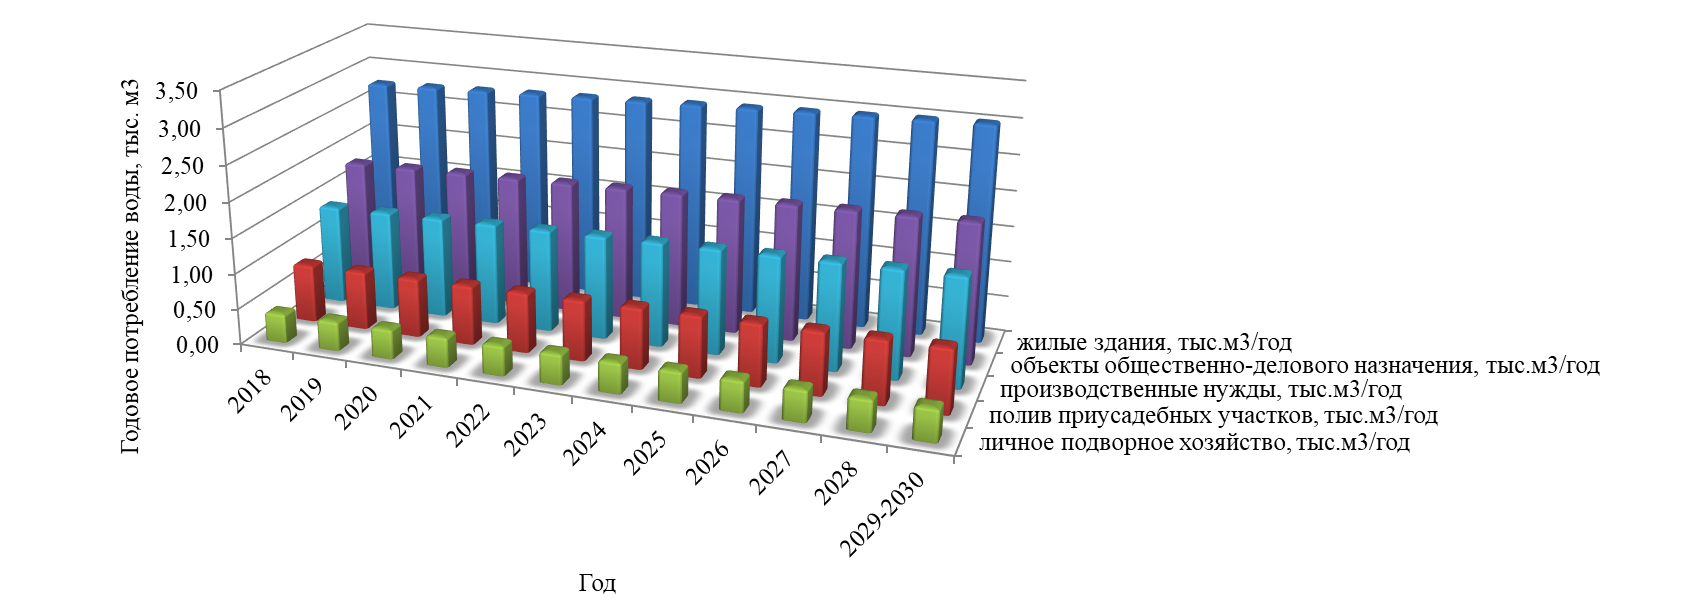 Годовое потребление воды, тыс. м3
3,50
3,00
2,50
2,00
1,50
1,00
0,50
0,00
2018
2019
2020
2021
2022
2023
2024
2025
2026
2027
2028
2029-2030
Год
жилые здания, тыс.м3/год
объекты общественно-делового назначения, тыс.м3/год
производственные нужды, тыс.м3/год
полив приусадебных участков, тыс.м3/год
личное подворное хозяйство, тыс.м3/год